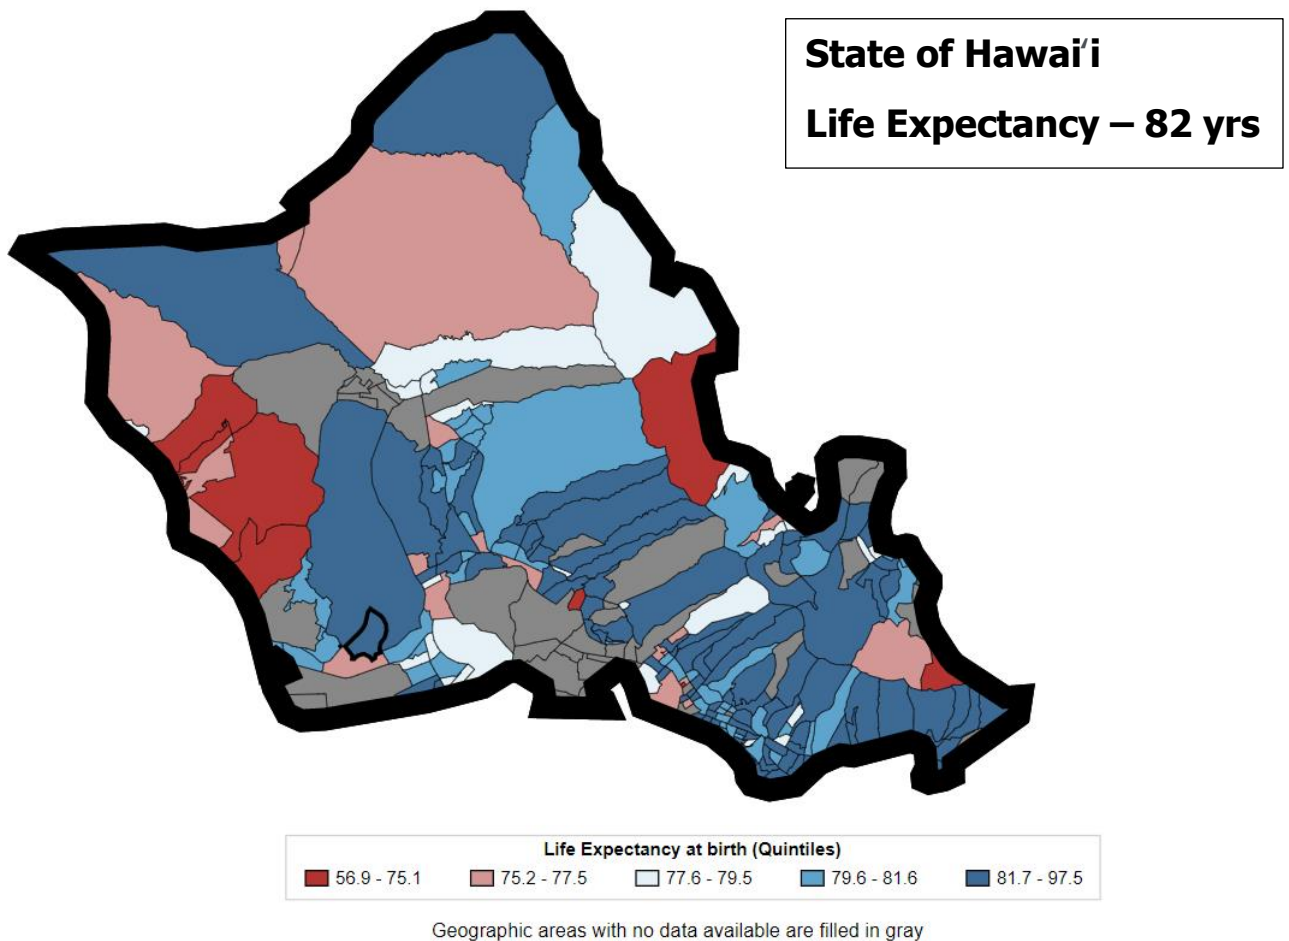 State of Hawaiʻi
Life Expectancy – 82 yrs
Life Expectancy at birth (Quintiles)
56.9 - 75.1 75.2 - 77.5 77.6 - 79.5 79.6 - 81.6 81.7 - 97.5
Geographic areas with no data available are filled in gray